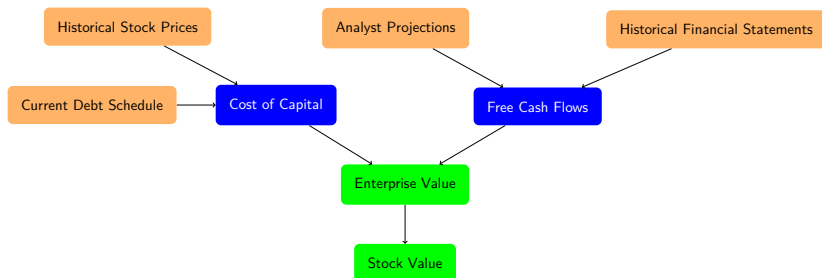 Historical Stock Prices
Analyst Projections
Historical Financial Statements
Current Debt Schedule
Cost of Capital
Free Cash Flows
Enterprise Value
Stock Value